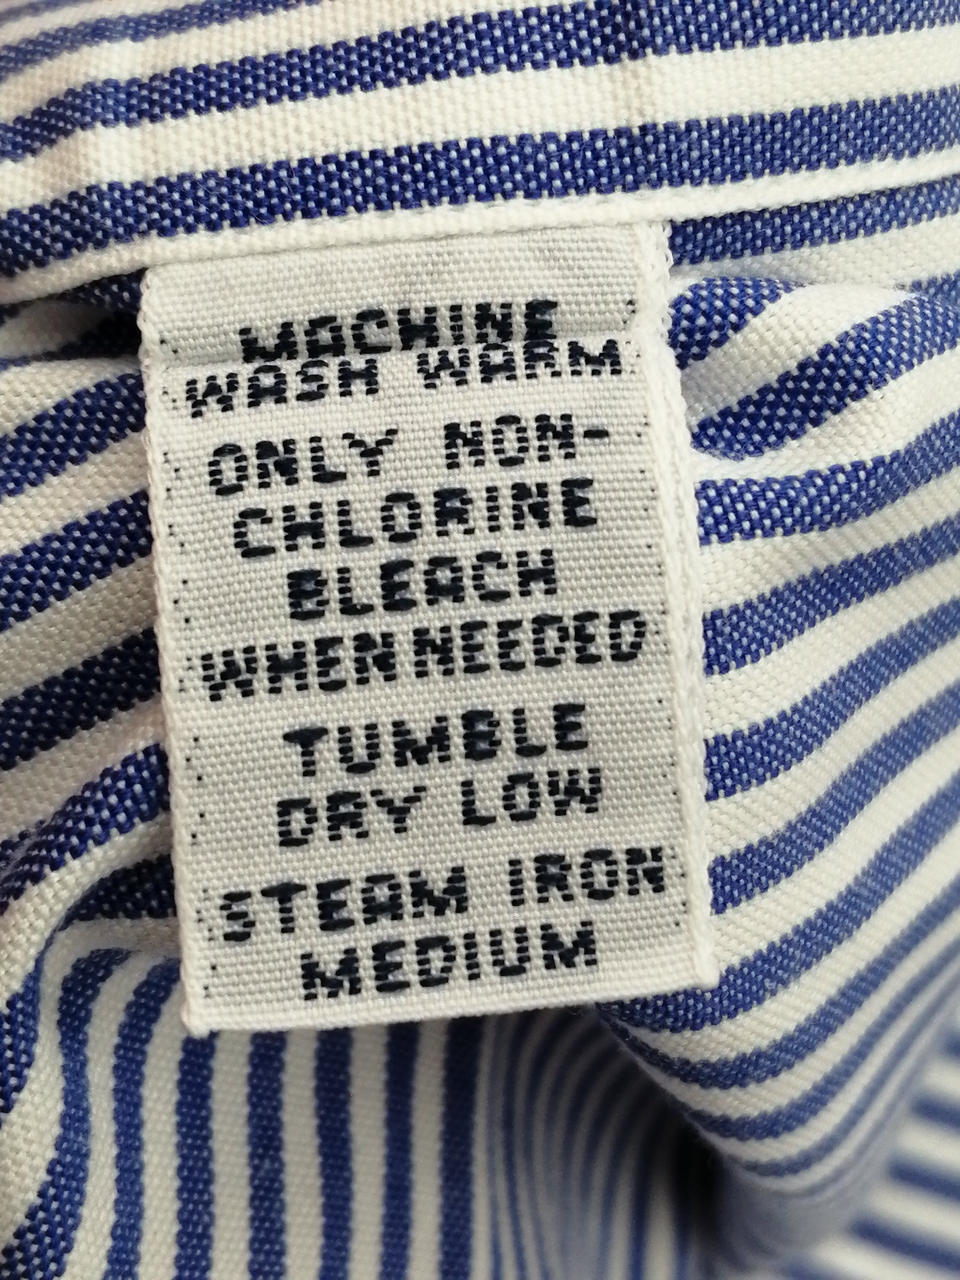 MACHINE
WASH WARM
ONLY NON-
CHLORINE
BLEACH
WHEN NEEDED
TUMBLE
DRY LOW
STEAM IRON
MEDIUM